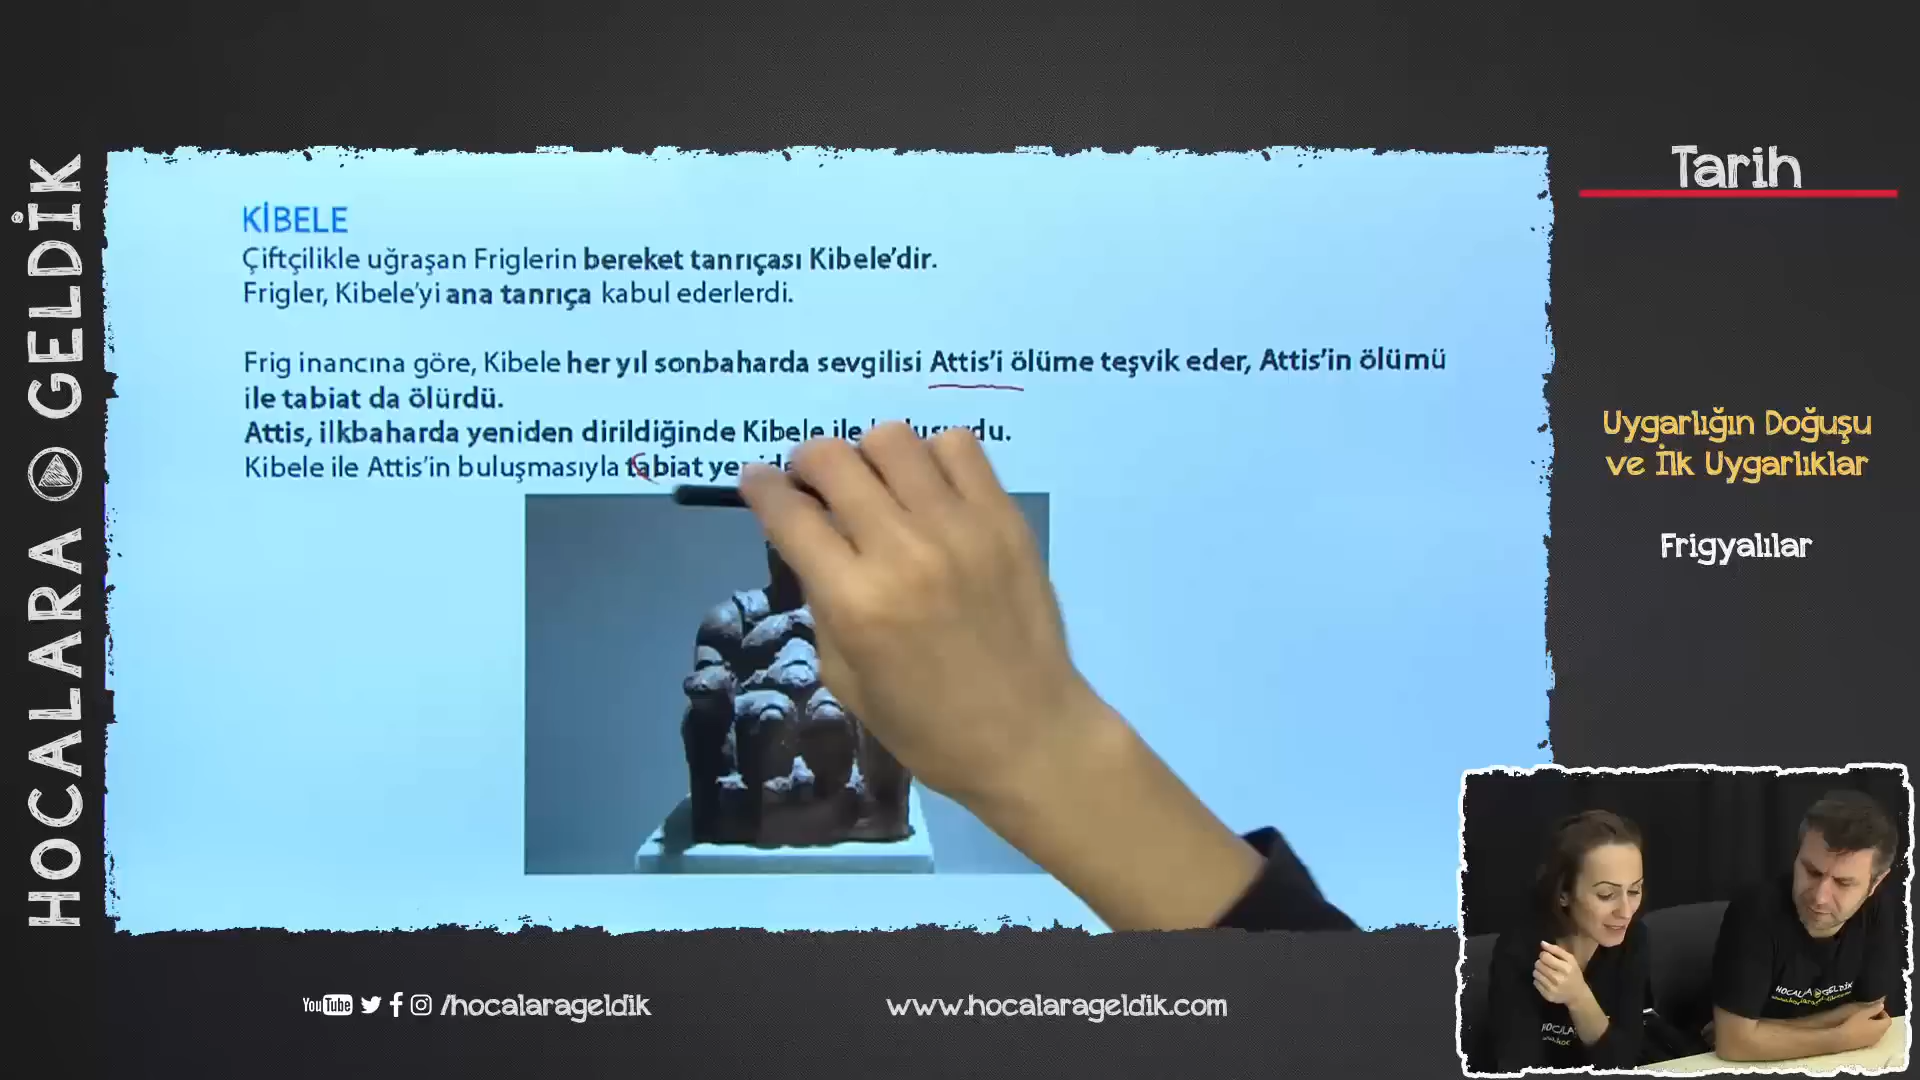 HOCALARA GELDİK
KİBELE
Çiftçilikle uğraşan Friglerin bereket tanrıçası Kibele’dir.
Frigler, Kibele’yi ana tanrıça kabul ederlerdi.
Frig inancına göre, Kibele her yıl sonbaharda sevgilisi Attis’i ölüme teşvik eder, Attis’in ölümü
ile tabiat da ölürdü.
Attis, ilkbaharda yeniden dirildiğinde Kibele ile
Kibele ile Attis’in buluşmasıyla tabiat
Tarih
Uygarlığın Doğuşu
ve İlk Uygarlıklar
Frigyalılar
YouTube /hocalarageldik
www.hocalarageldik.com